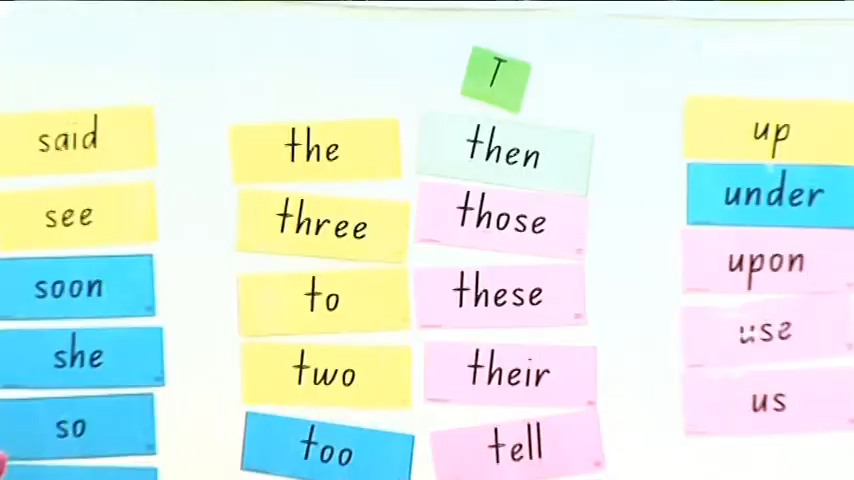 said
see
soon
she
so
T
the
three
to
two
too
then
those
these
their
tell
up
under
upon
use
us